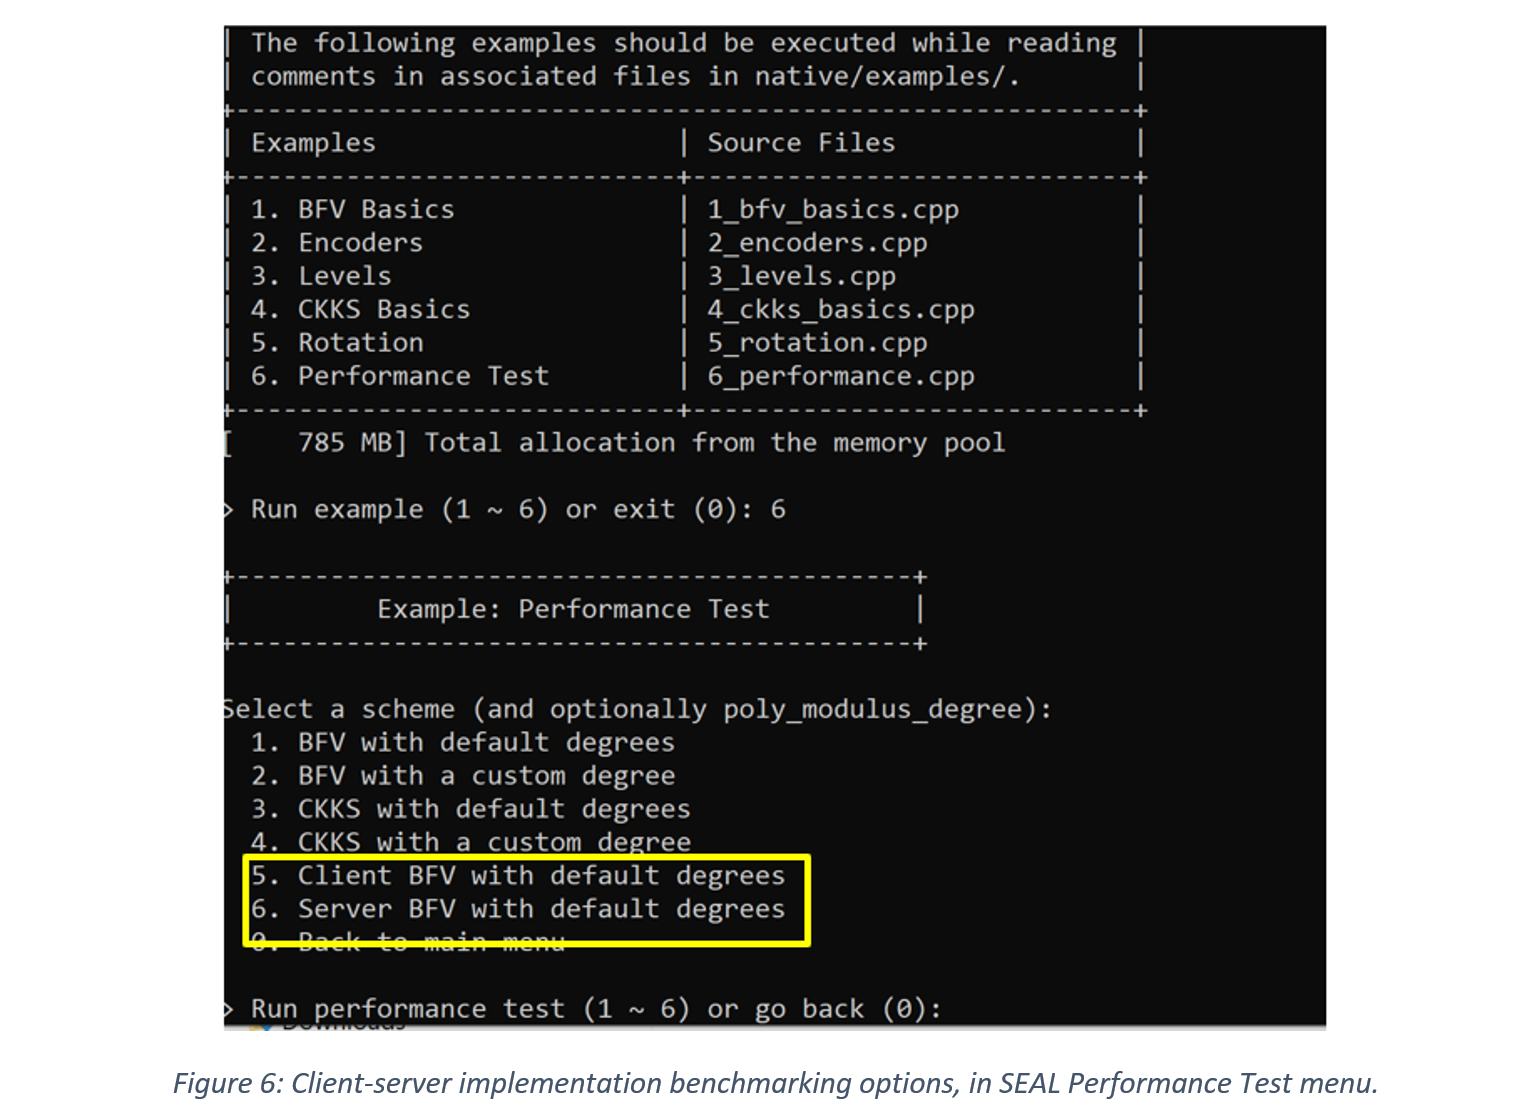 | The following examples should be executed while reading |
| comments in associated files in native/examples/. |
+----------------------------------------------------------+
| Examples | Source Files |
+----------------------------+-----------------------------+
| 1. BFV Basics | 1_bfv_basics.cpp |
| 2. Encoders | 2_encoders.cpp |
| 3. Levels | 3_levels.cpp |
| 4. CKKS Basics | 4_ckks_basics.cpp |
| 5. Rotation | 5_rotation.cpp |
| 6. Performance Test | 6_performance.cpp |
+----------------------------+-----------------------------+
[ 785 MB] Total allocation from the memory pool
> Run example (1 ~ 6) or exit (0): 6
+--------------------------------------------+
| Example: Performance Test |
+--------------------------------------------+
Select a scheme (and optionally poly_modulus_degree):
1. BFV with default degrees
2. BFV with a custom degree
3. CKKS with default degrees
4. CKKS with a custom degree
5. Client BFV with default degrees
6. Server BFV with default degrees
0. Back to main menu
> Run performance test (1 ~ 6) or go back (0):
Downloads
Figure 6: Client-server implementation benchmarking options, in SEAL Performance Test menu.